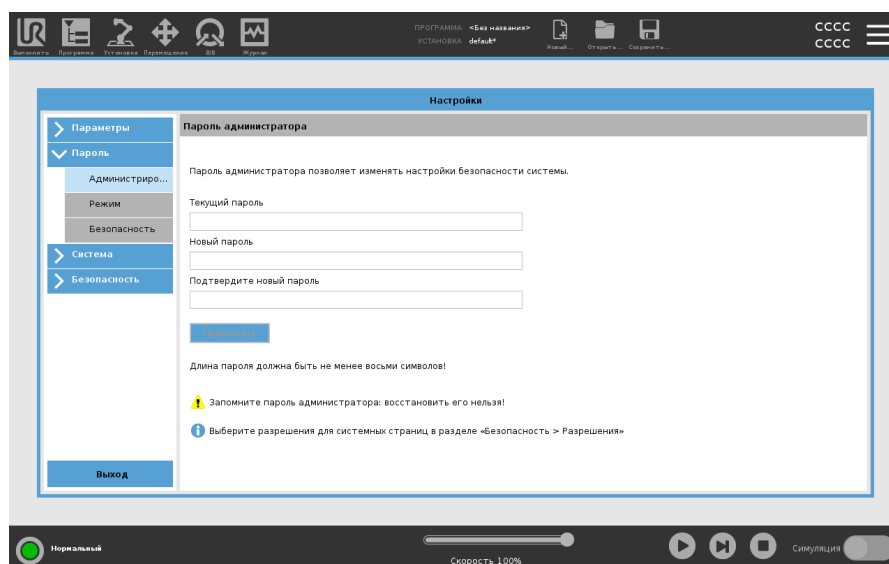 ПРОГРАММА <Без названия>
УСТАНОВКА default*
CCCC
CCCC
UR
Выполнить Программа Установка Перемещение В/В Журнал
Новый... Открыть... Сохранить...
Настройки
Параметры
Пароль
Администриро...
Режим
Безопасность
Система
Безопасность
Выход
Пароль администратора
Пароль администратора позволяет изменять настройки безопасности системы.
Текущий пароль
Новый пароль
Подтвердите новый пароль
Применить
Длина пароля должна быть не менее восьми символов!
Запомните пароль администратора: восстановить его нельзя!
Выберите разрешения для системных страниц в разделе «Безопасность > Разрешения»
Нормальный
Скорость 100%
Симуляция